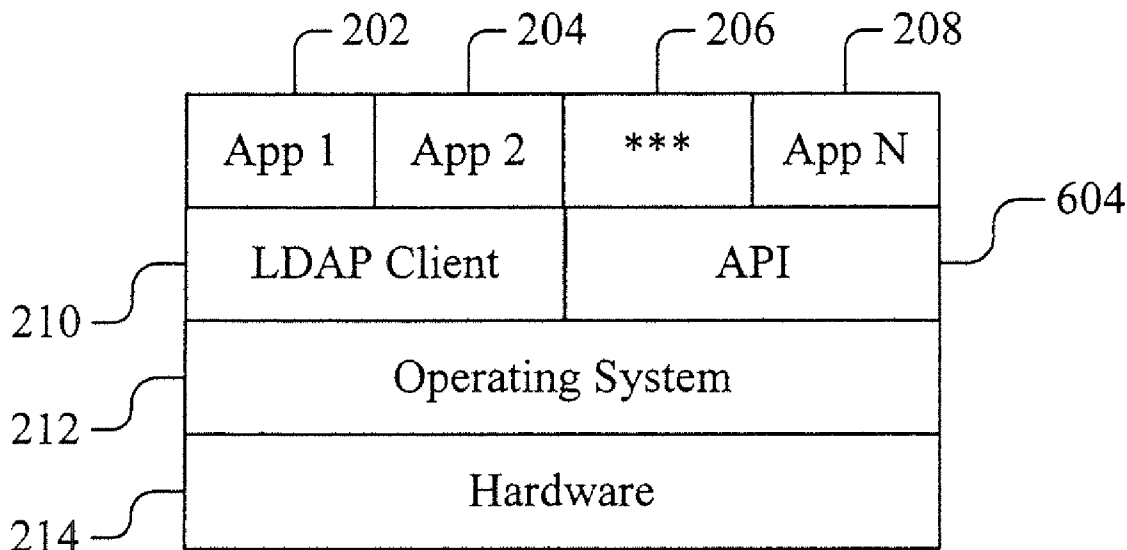 202 204 206 208
App 1 App 2 *** App N
604
LDAP Client API
210
Operating System
212
Hardware
214